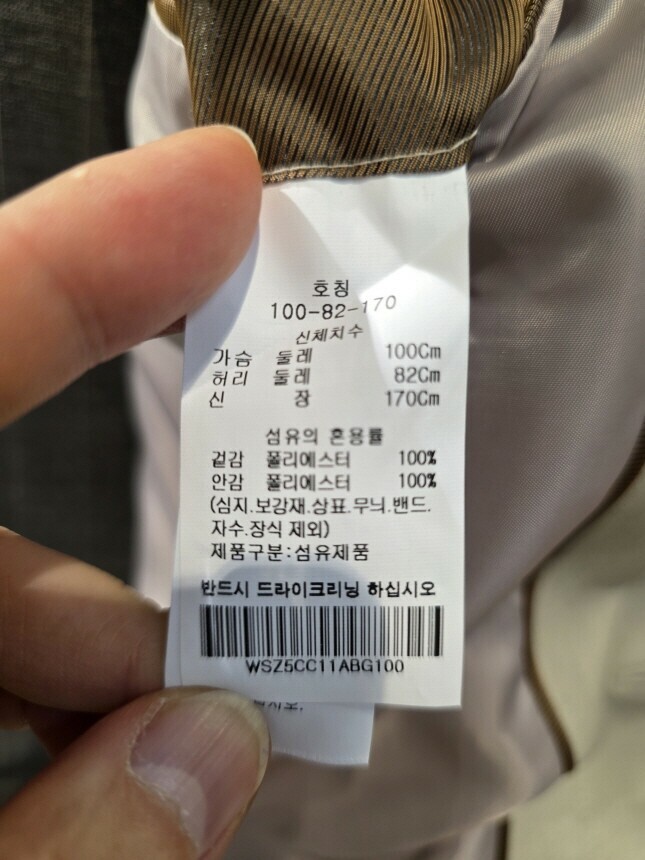 호칭
100-82-170
신체치수
가슴 둘레 100Cm
허리 둘레 82Cm
신 장 170Cm
섬유의 혼용률
겉감 폴리에스터 100%
안감 폴리에스터 100%
(심지.보강재.상표.무늬.밴드.
자수.장식 제외)
제품구분:섬유제품
반드시 드라이크리닝 하십시오
WSZ5CC11ABG100